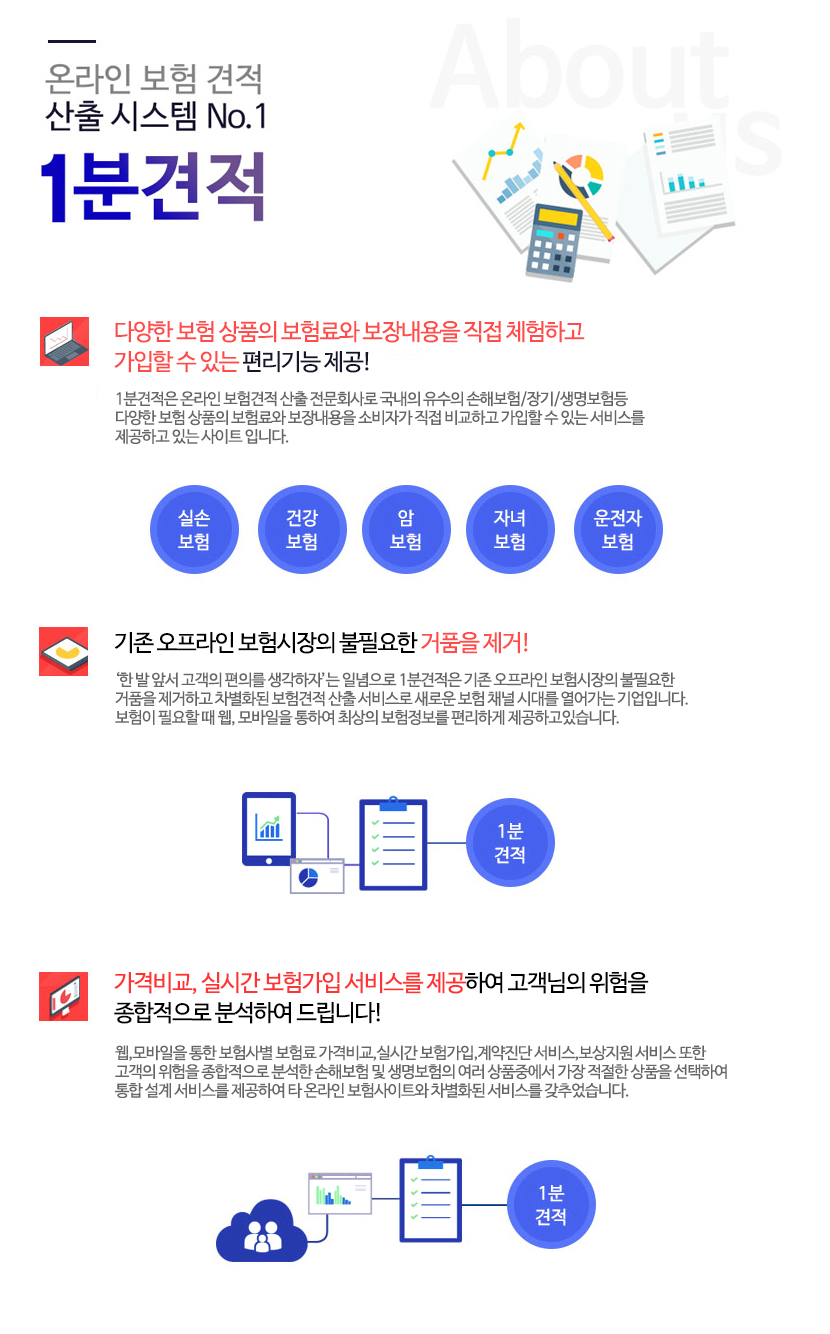 About us
온라인 보험 견적
산출 시스템 No.1
1분견적
다양한 보험 상품의 보험료와 보장내용을 직접 체험하고
가입할 수 있는 편리기능 제공!
1분견적은 온라인 보험견적 산출 전문회사로 국내의 유수의 손해보험/장기/생명보험등
다양한 보험 상품의 보험료와 보장내용을 소비자가 직접 비교하고 가입할 수 있는 서비스를
제공하고 있는 사이트 입니다.
실손
보험
건강
보험
암
보험
자녀
보험
운전자
보험
기존 오프라인 보험시장의 불필요한 거품을 제거!
‘한 발 앞서 고객의 편의를 생각하자’는 일념으로 1분견적은 기존 오프라인 보험시장의 불필요한
거품을 제거하고 차별화된 보험견적 산출 서비스로 새로운 보험 채널 시대를 열어가는 기업입니다.
보험이 필요할 때 웹, 모바일을 통하여 최상의 보험정보를 편리하게 제공하고있습니다.
1분
견적
가격비교, 실시간 보험가입 서비스를 제공하여 고객님의 위험을
종합적으로 분석하여 드립니다!
웹,모바일을 통한 보험사별 보험료 가격비교,실시간 보험가입,계약진단 서비스,보상지원 서비스 또한
고객의 위험을 종합적으로 분석한 손해보험 및 생명보험의 여러 상품중에서 가장 적절한 상품을 선택하여
통합 설계 서비스를 제공하여 타 온라인 보험사이트와 차별화된 서비스를 갖추었습니다.
1분
견적